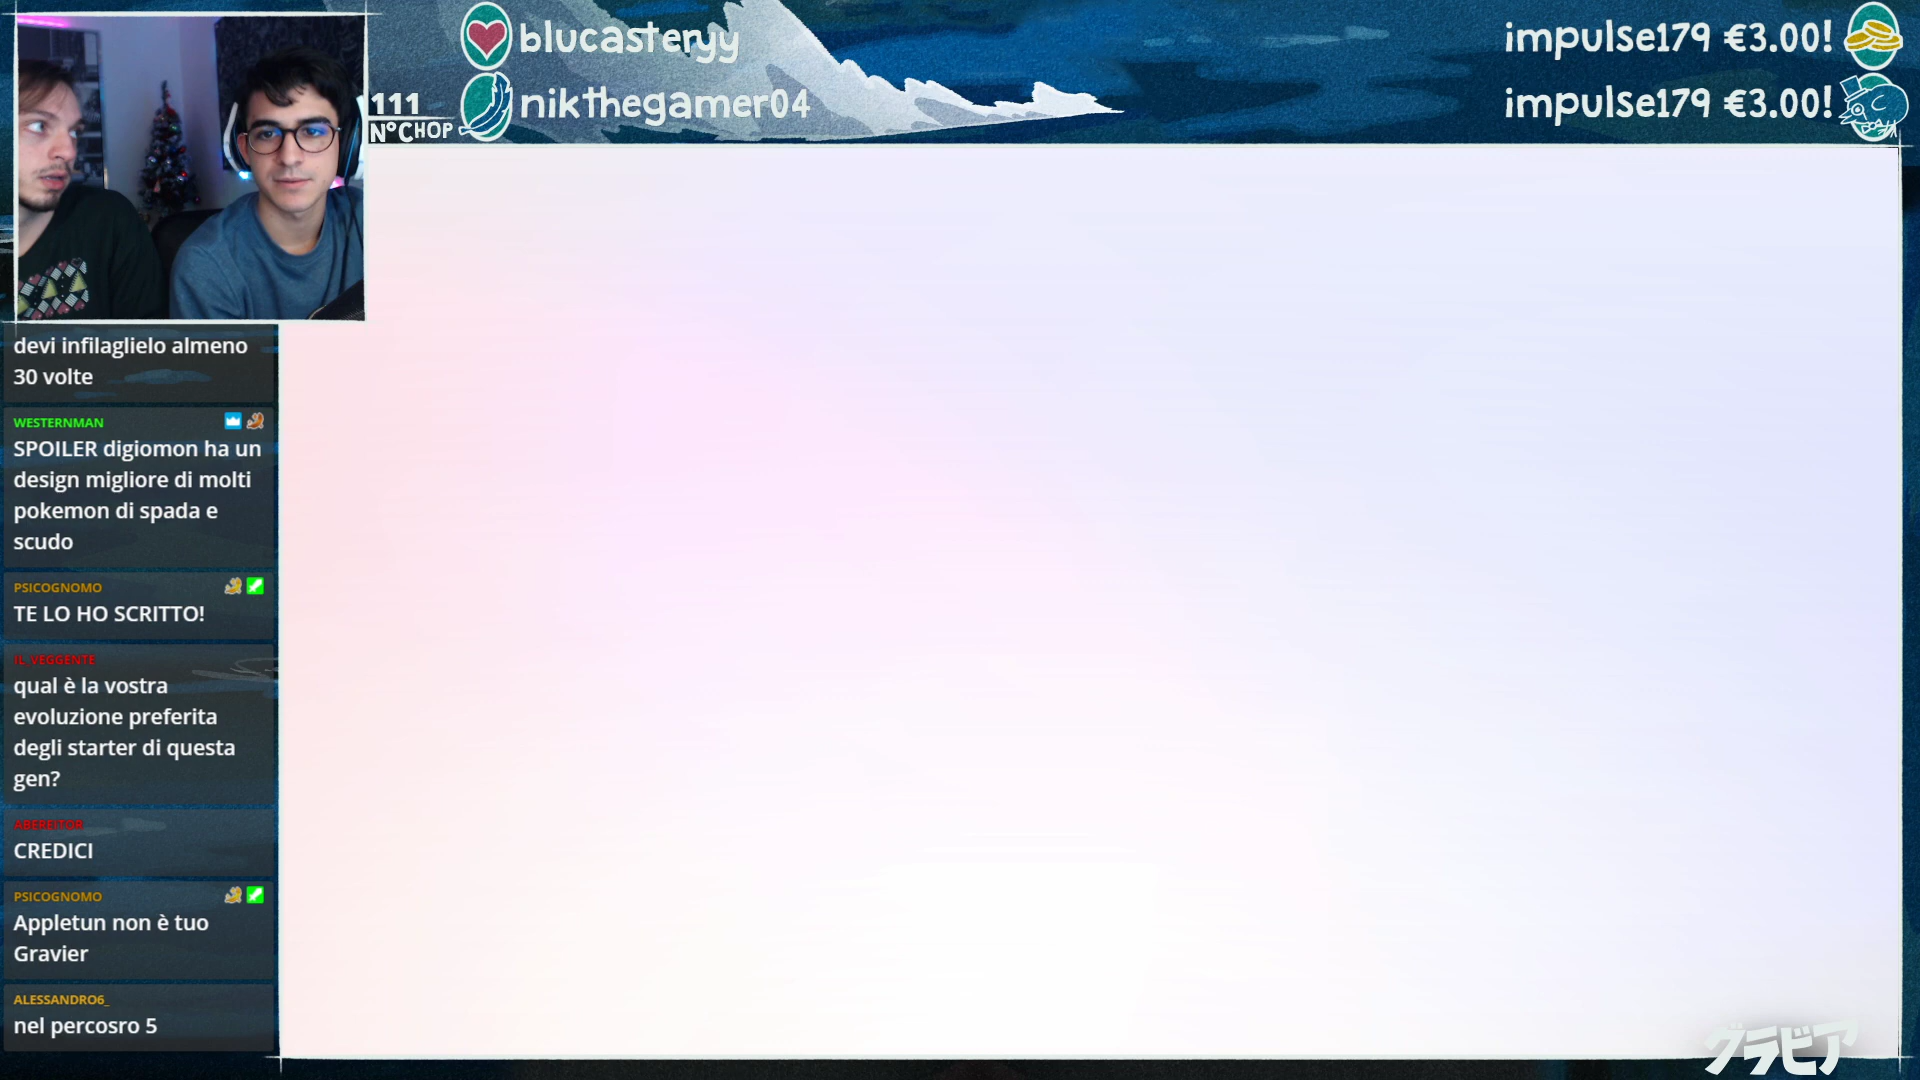 111
N°CHOP
blucasteryy
nikthegamer04
impulse179 €3.00!
impulse179 €3.00!
devi infilaglielo almeno
30 volte
WESTERNMAN
SPOILER digiomon ha un
design migliore di molti
pokemon di spada e
scudo
PSICOGNOMO
TE LO HO SCRITTO!
IL_VEGGENTE
qual è la vostra
evoluzione preferita
degli starter di questa
gen?
ABEREITOR
CREDICI
PSICOGNOMO
Appletun non è tuo
Gravier
ALESSANDRO6_
nel percosro 5
グラビア